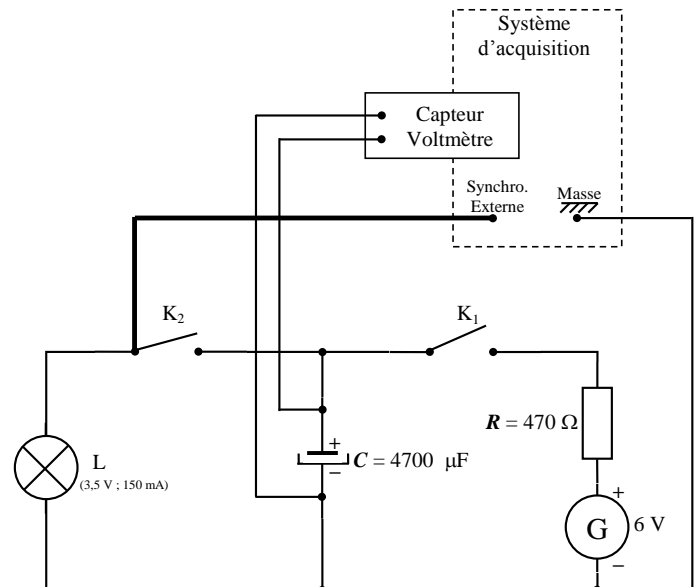 Système
d'acquisition
Capteur
Voltmètre
Synchro.
Externe
Masse
K₂
K₁
R = 470 Ω
+
C = 4700 µF
−
L
(3,5 V ; 150 mA)
+
G
6 V
−